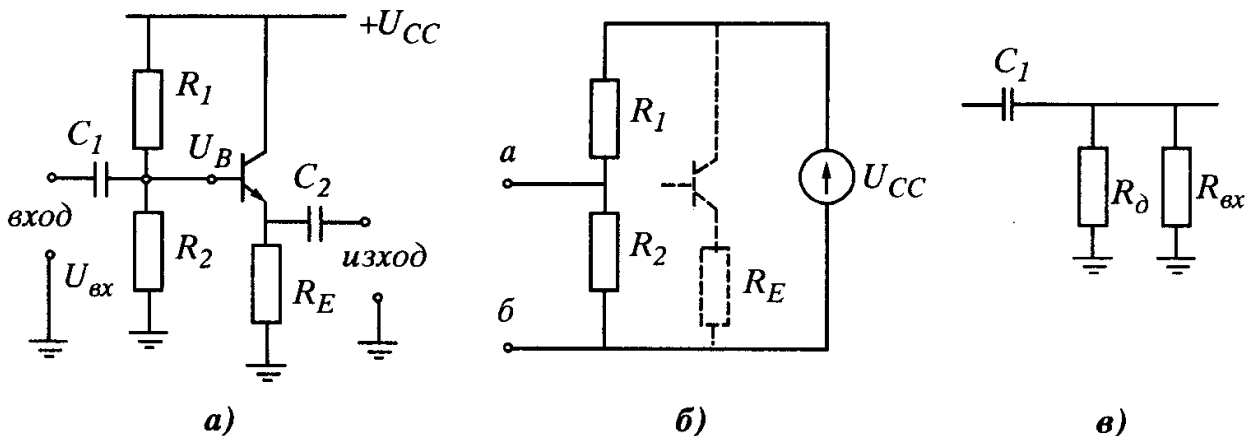 +U_CC
R_1
C_1
U_B
C_2
вход
R_2
изход
U_вх
R_E
а)
R_1
а
U_CC
R_2
R_E
б
б)
C_1
R_д
R_вх
в)